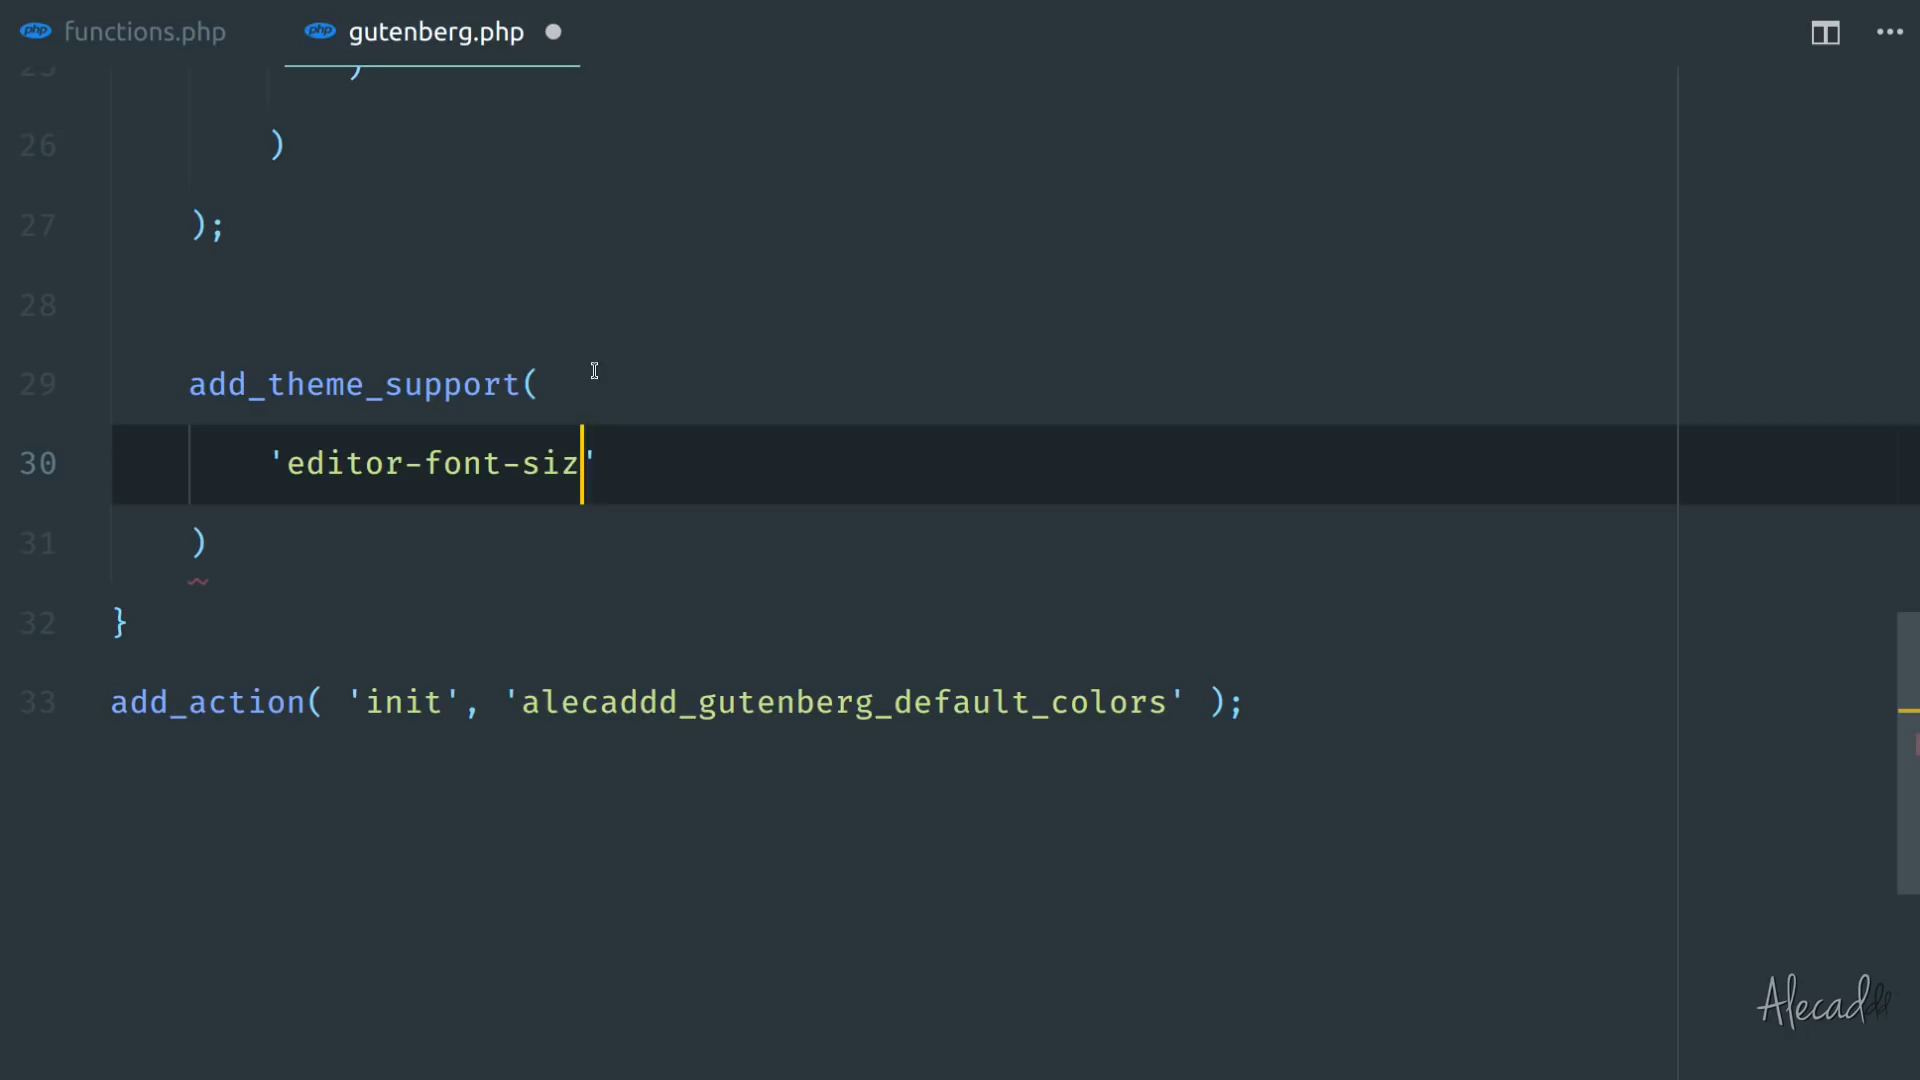 functions.php
gutenberg.php
26 )
27 );
28
29 add_theme_support(
30 'editor-font-siz'
31 )
32 }
33 add_action( 'init', 'alecaddd_gutenberg_default_colors' );
Alecaddd